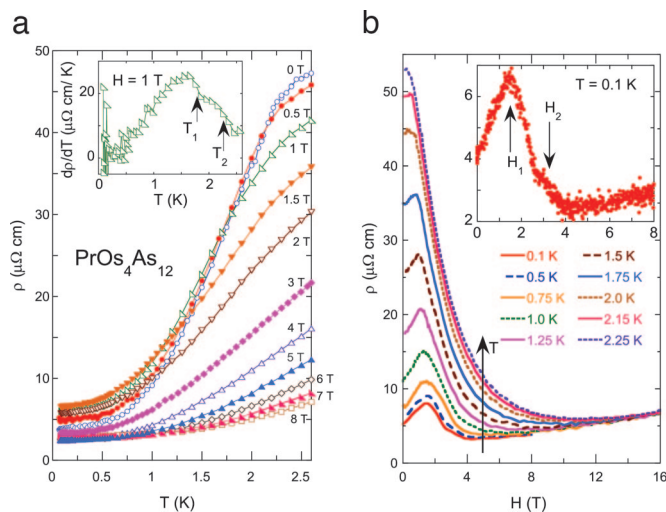 a
50
45
40
35
30
25
20
15
10
5
0
ρ (μΩ cm)
0
0.5
1.0
1.5
2.0
2.5
T (K)
PrOs4As12
0 T
0.5 T
1 T
1.5 T
2 T
3 T
4 T
5 T
6 T
7 T
8 T
H = 1 T
dρ/dT (μΩ cm/ K)
20
10
0
T1
T2
0
1
2
T (K)
b
60
50
40
30
20
10
0
ρ (μΩ cm)
0
4
8
12
16
H (T)
T = 0.1 K
H2
H1
6
4
2
0
2
4
6
8
0.1 K
1.5 K
0.5 K
1.75 K
0.75 K
2.0 K
1.0 K
2.15 K
1.25 K
2.25 K
T